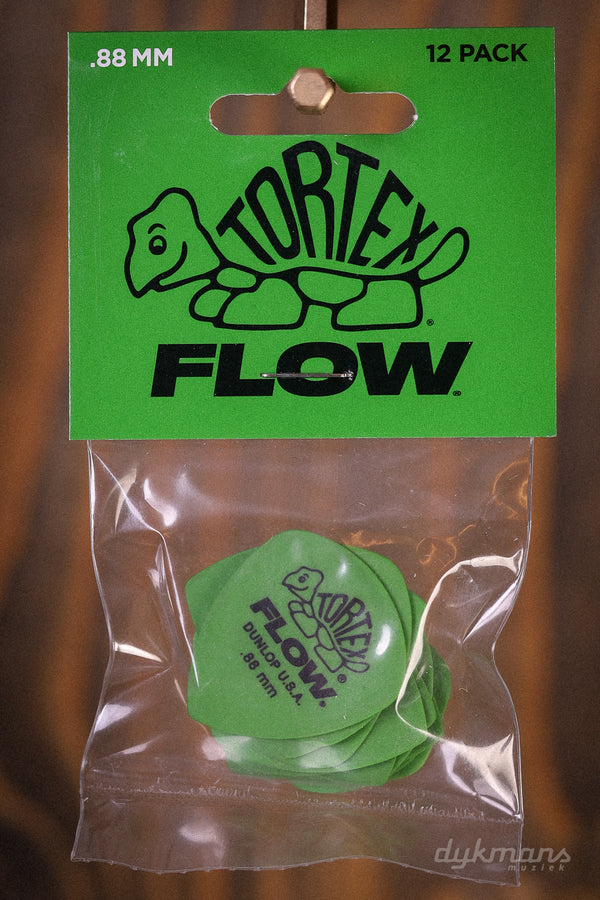 .88 MM
12 PACK
TORTEX
®
FLOW®
TORTEX
FLOW.
DUNLOP U.S.A.
.88 mm
dykmans
muziek